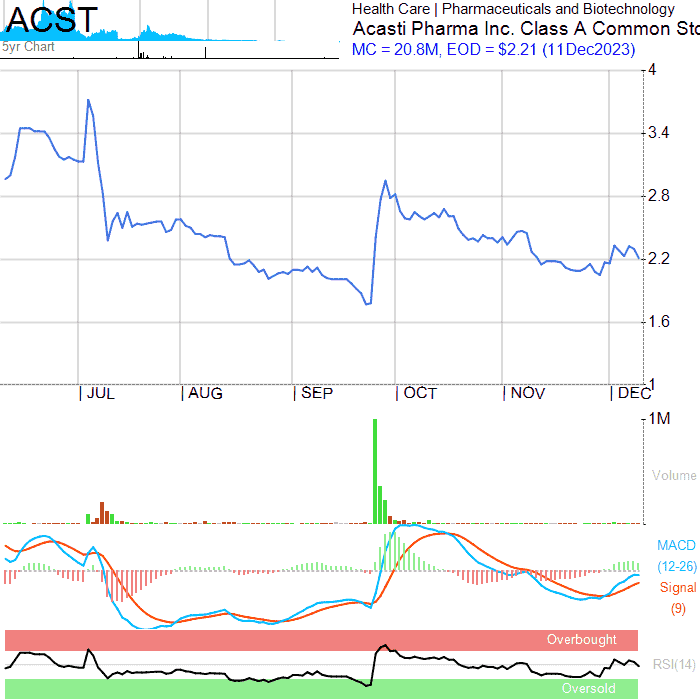 ACST
5yr Chart
Health Care | Pharmaceuticals and Biotechnology
Acasti Pharma Inc. Class A Common Sto
MC = 20.8M, EOD = $2.21 (11Dec2023)
4
3.4
2.8
2.2
1.6
1
JUL AUG SEP OCT NOV DEC
1M
Volume
MACD
(12-26)
Signal
(9)
Overbought
RSI(14)
Oversold